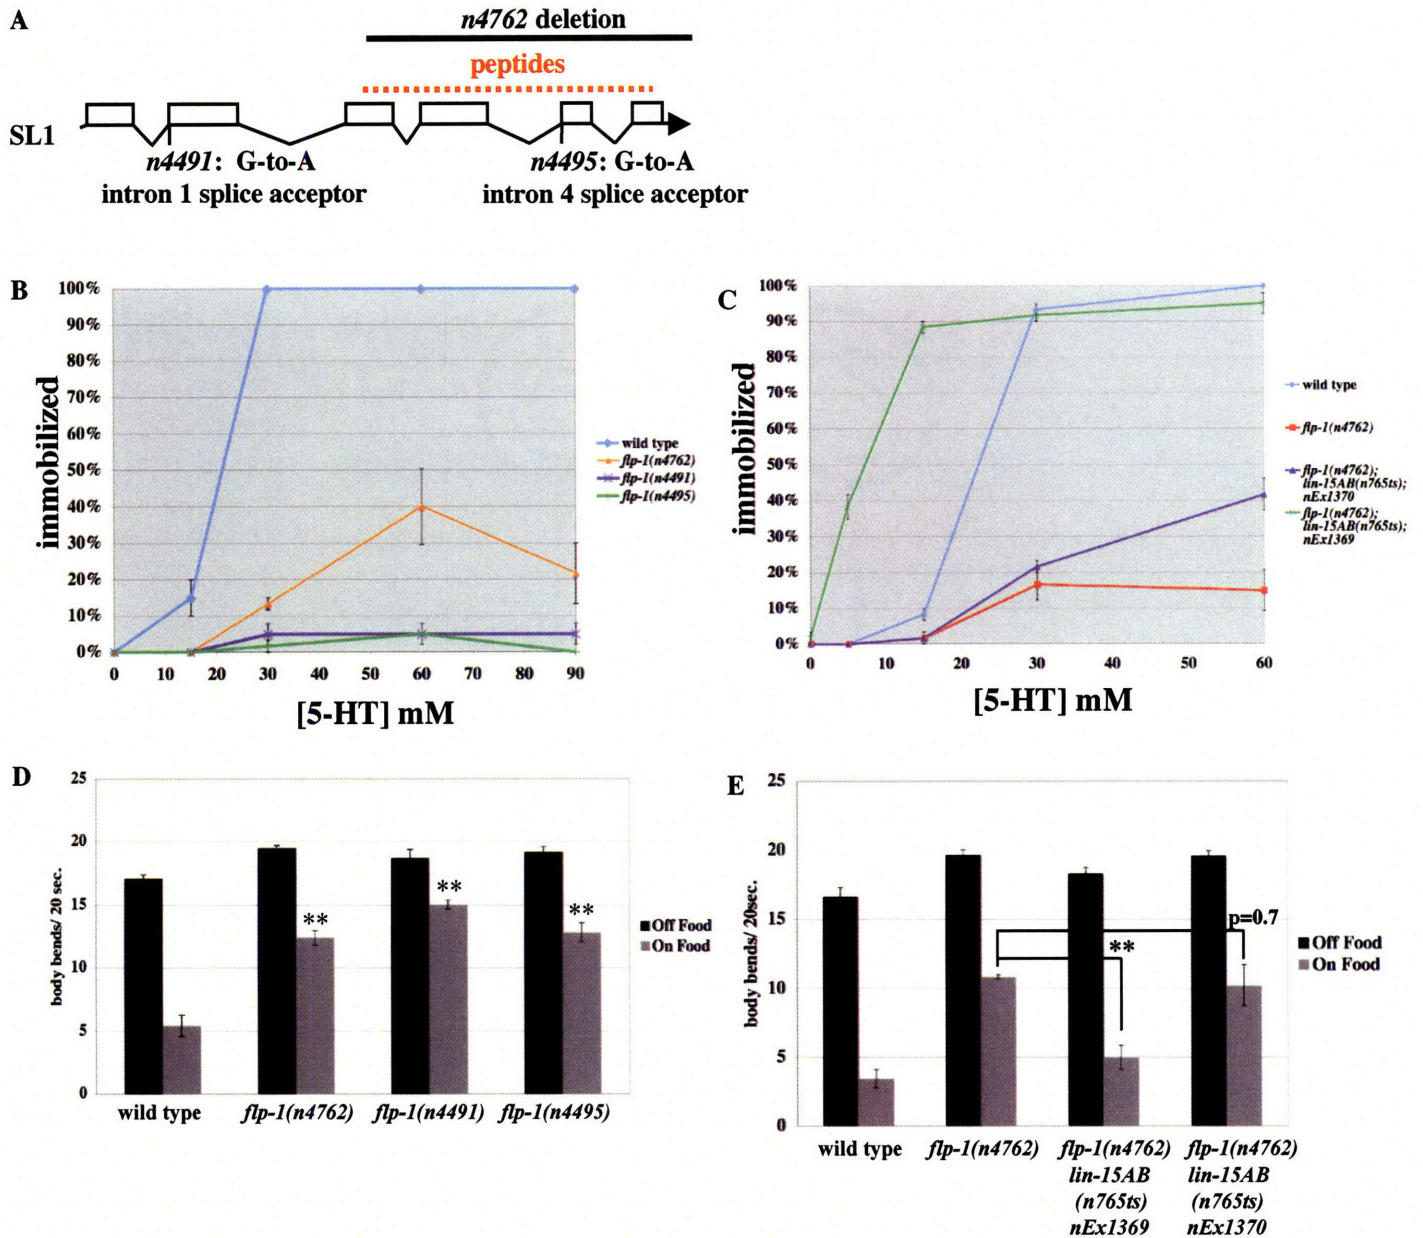 A
n4762 deletion
peptides
SL1
n4491: G-to-A
intron 1 splice acceptor
n4495: G-to-A
intron 4 splice acceptor
B
immobilized
100%
90%
80%
70%
60%
50%
40%
30%
20%
10%
0%
0 10 20 30 40 50 60 70 80 90
[5-HT] mM
wild type
flp-1(n4762)
flp-1(n4491)
flp-1(n4495)
C
immobilized
100%
90%
80%
70%
60%
50%
40%
30%
20%
10%
0%
0 10 20 30 40 50 60
[5-HT] mM
wild type
flp-1(n4762)
flp-1(n4762);
lin-15AB(n765ts);
nEx1370
flp-1(n4762);
lin-15AB(n765ts);
nEx1369
D
body bends/ 20 sec.
25
20
15
10
5
0
**
**
**
wild type
flp-1(n4762)
flp-1(n4491)
flp-1(n4495)
Off Food
On Food
E
body bends/ 20sec.
25
20
15
10
5
0
p=0.7
**
wild type
flp-1(n4762)
flp-1(n4762)
lin-15AB
(n765ts)
nEx1369
flp-1(n4762)
lin-15AB
(n765ts)
nEx1370
Off Food
On Food